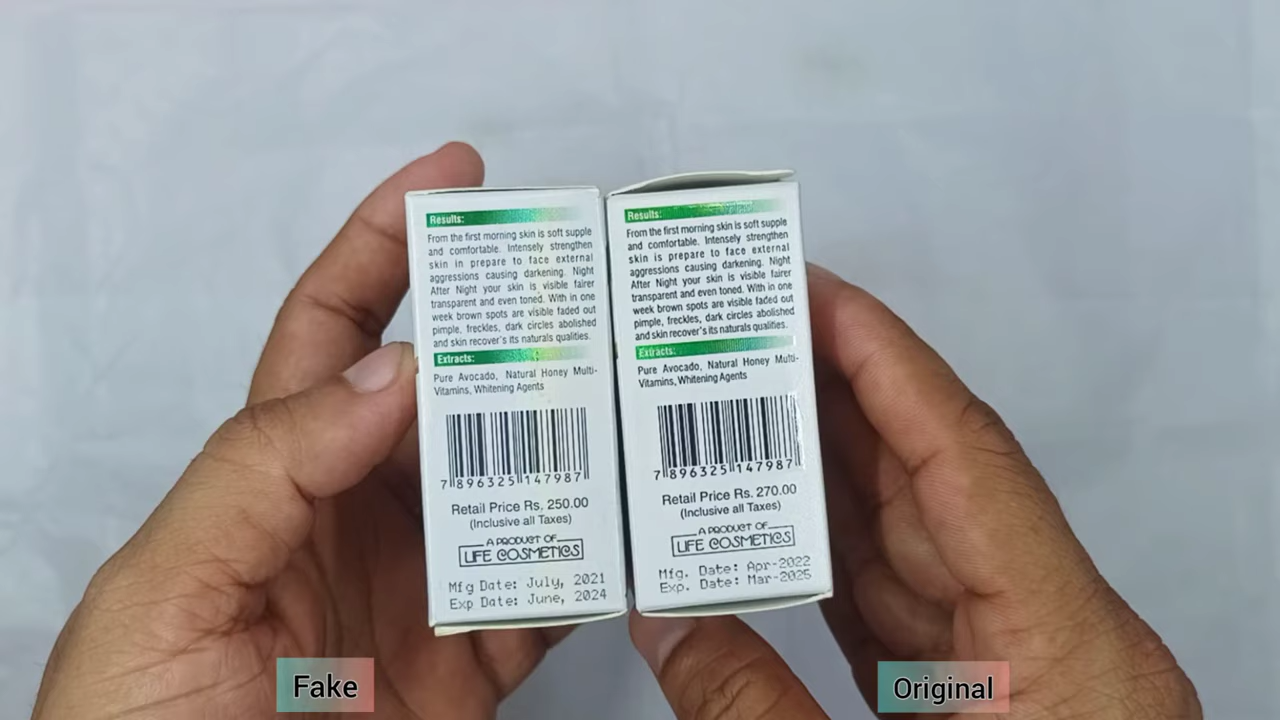 Results:
From the first morning skin is soft supple
and comfortable. Intensely strengthen
skin in prepare to face external
aggressions causing darkening. Night
After Night your skin is visible fairer
transparent and even toned. With in one
week brown spots are visible faded out
pimple, freckles, dark circles abolished
and skin recover's its naturals qualities.
Extracts:
Pure Avocado, Natural Honey Multi-
Vitamins, Whitening Agents
7 896325 147987
Retail Price Rs. 250.00
(Inclusive all Taxes)
A PRODUCT OF
LIFE COSMETICS
Mfg Date: July, 2021
Exp Date: June, 2024
Results:
From the first morning skin is soft supple
and comfortable. Intensely strengthen
skin is prepare to face external
aggressions causing darkening. Night
After Night your skin is visible fairer
transparent and even toned. With in one
week brown spots are visible faded out
pimple, freckles, dark circles abolished
and skin recover's its naturals qualities.
Extracts:
Pure Avocado, Natural Honey Multi-
Vitamins, Whitening Agents
7 896325 147987
Retail Price Rs. 270.00
(Inclusive all Taxes)
A PRODUCT OF
LIFE COSMETICS
Mfg. Date: Apr-2022
Exp. Date: Mar-2025
Fake
Original